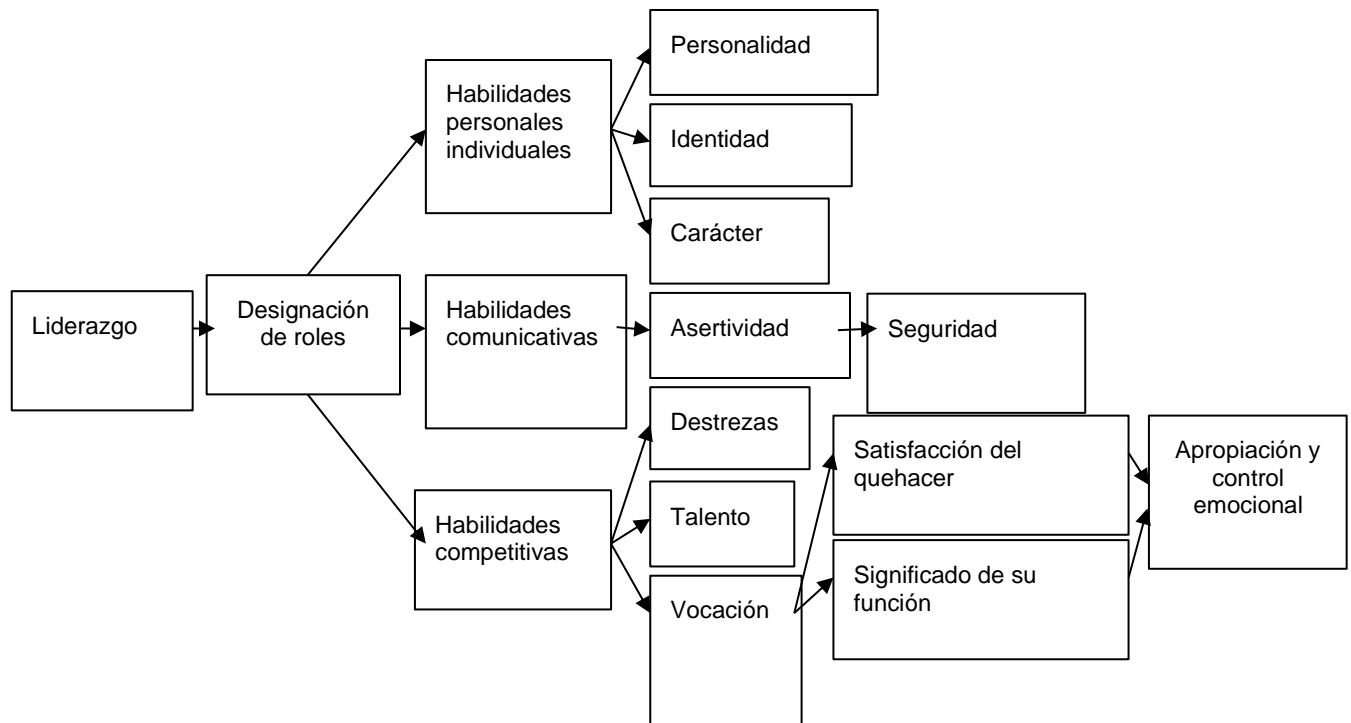 Liderazgo
Designación
de roles
Habilidades
personales
individuales
Personalidad
Identidad
Carácter
Habilidades
comunicativas
Asertividad
Seguridad
Habilidades
competitivas
Destrezas
Talento
Vocación
Satisfacción del
quehacer
Significado de su
función
Apropiación y
control
emocional